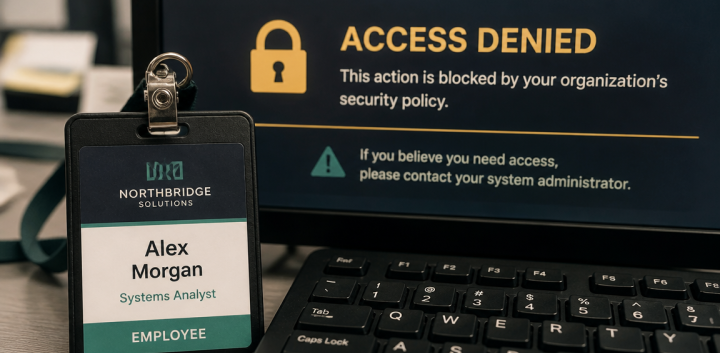 ACCESS DENIED
This action is blocked by your organization's
security policy.
If you believe you need access,
please contact your system administrator.
NORTHBRIDGE
SOLUTIONS
Alex
Morgan
Systems Analyst
EMPLOYEE
F1 F2 F3 F4 F5 F6
! 1 @ 2 # 3 $ 4 % 5 ^ 6 7
Tab Q W E R T Y
Caps Lock A S